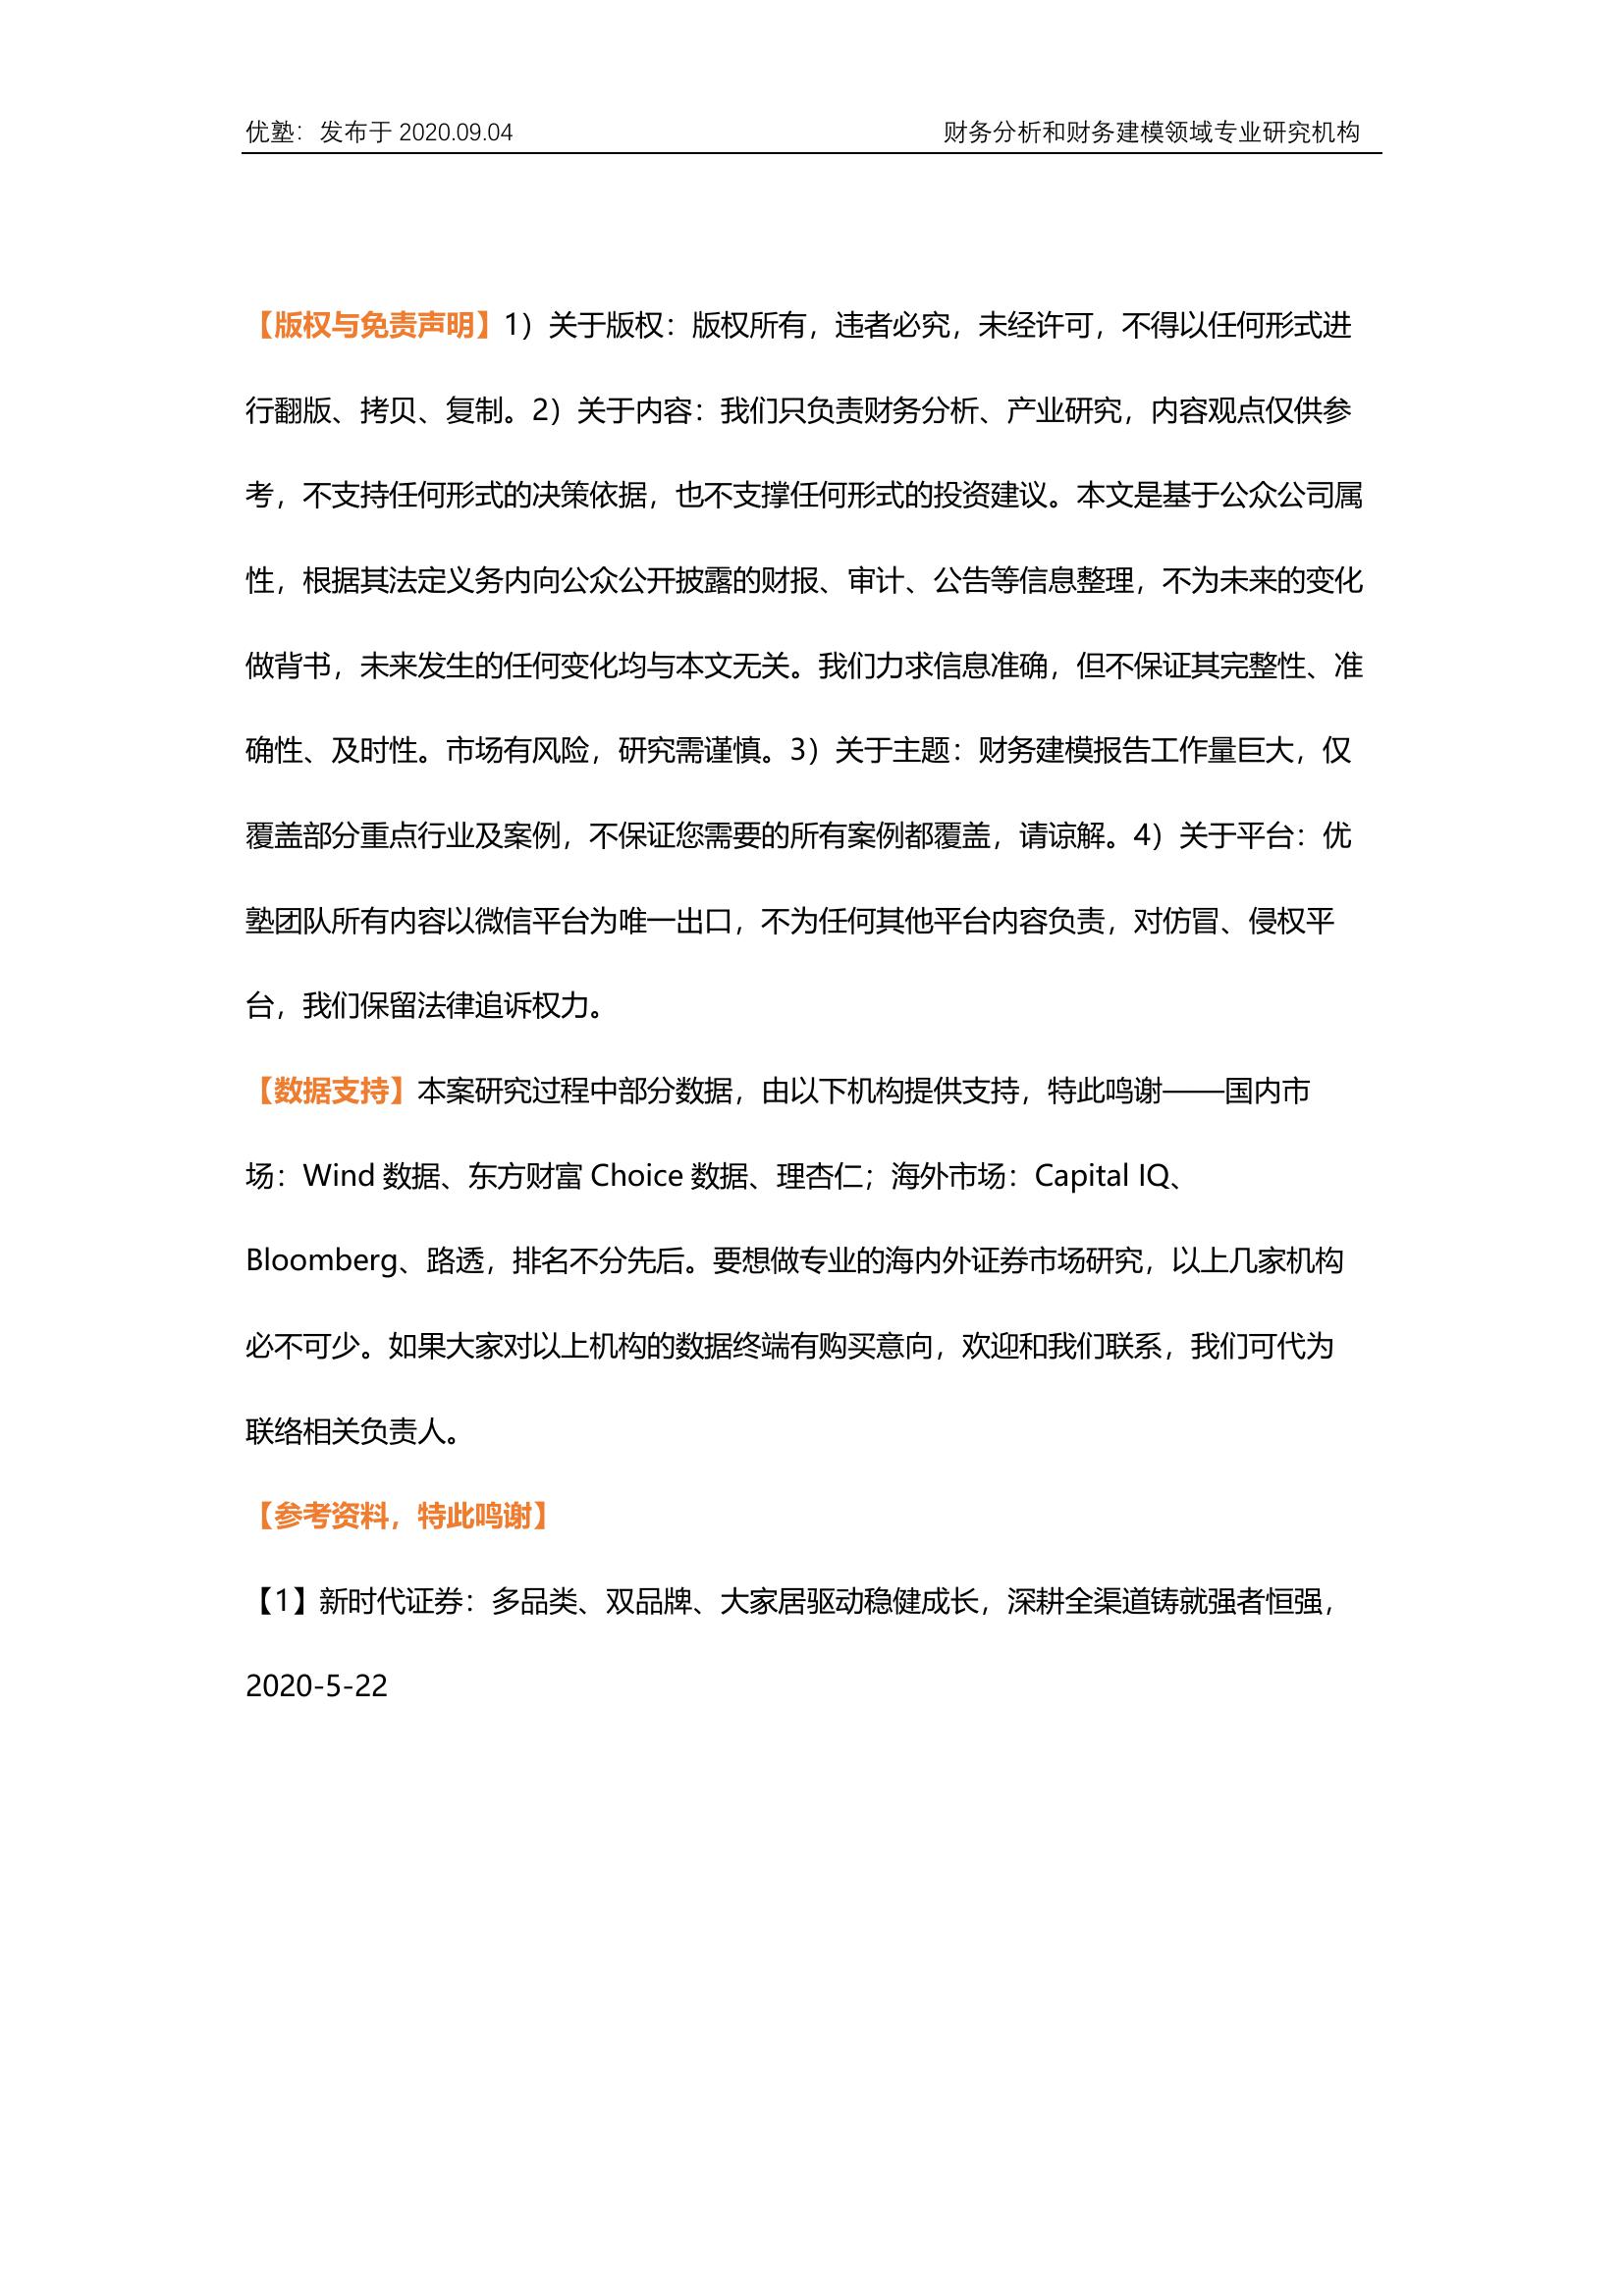 优塾：发布于 2020.09.04 财务分析和财务建模领域专业研究机构
【版权与免责声明】1）关于版权：版权所有，违者必究，未经许可，不得以任何形式进
行翻版、拷贝、复制。2）关于内容：我们只负责财务分析、产业研究，内容观点仅供参
考，不支持任何形式的决策依据，也不支撑任何形式的投资建议。本文是基于公众公司属
性，根据其法定义务内向公众公开披露的财报、审计、公告等信息整理，不为未来的变化
做背书，未来发生的任何变化均与本文无关。我们力求信息准确，但不保证其完整性、准
确性、及时性。市场有风险，研究需谨慎。3）关于主题：财务建模报告工作量巨大，仅
覆盖部分重点行业及案例，不保证您需要的所有案例都覆盖，请谅解。4）关于平台：优
塾团队所有内容以微信平台为唯一出口，不为任何其他平台内容负责，对仿冒、侵权平
台，我们保留法律追诉权力。
【数据支持】本案研究过程中部分数据，由以下机构提供支持，特此鸣谢——国内市
场：Wind 数据、东方财富 Choice 数据、理杏仁；海外市场：Capital IQ、
Bloomberg、路透，排名不分先后。要想做专业的海内外证券市场研究，以上几家机构
必不可少。如果大家对以上机构的数据终端有购买意向，欢迎和我们联系，我们可代为
联络相关负责人。
【参考资料，特此鸣谢】
【1】新时代证券：多品类、双品牌、大家居驱动稳健成长，深耕全渠道铸就强者恒强，
2020-5-22